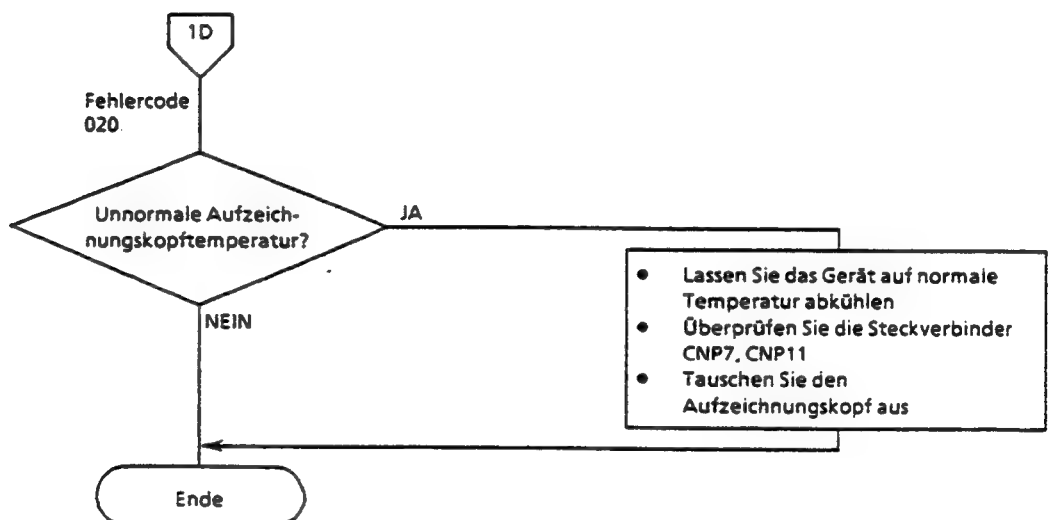 1D
Fehlercode
020.
Unnormale Aufzeich-
nungskopftemperatur?
JA
• Lassen Sie das Gerät auf normale
Temperatur abkühlen
• Überprüfen Sie die Steckverbinder
CNP7, CNP11
• Tauschen Sie den
Aufzeichnungskopf aus
NEIN
Ende